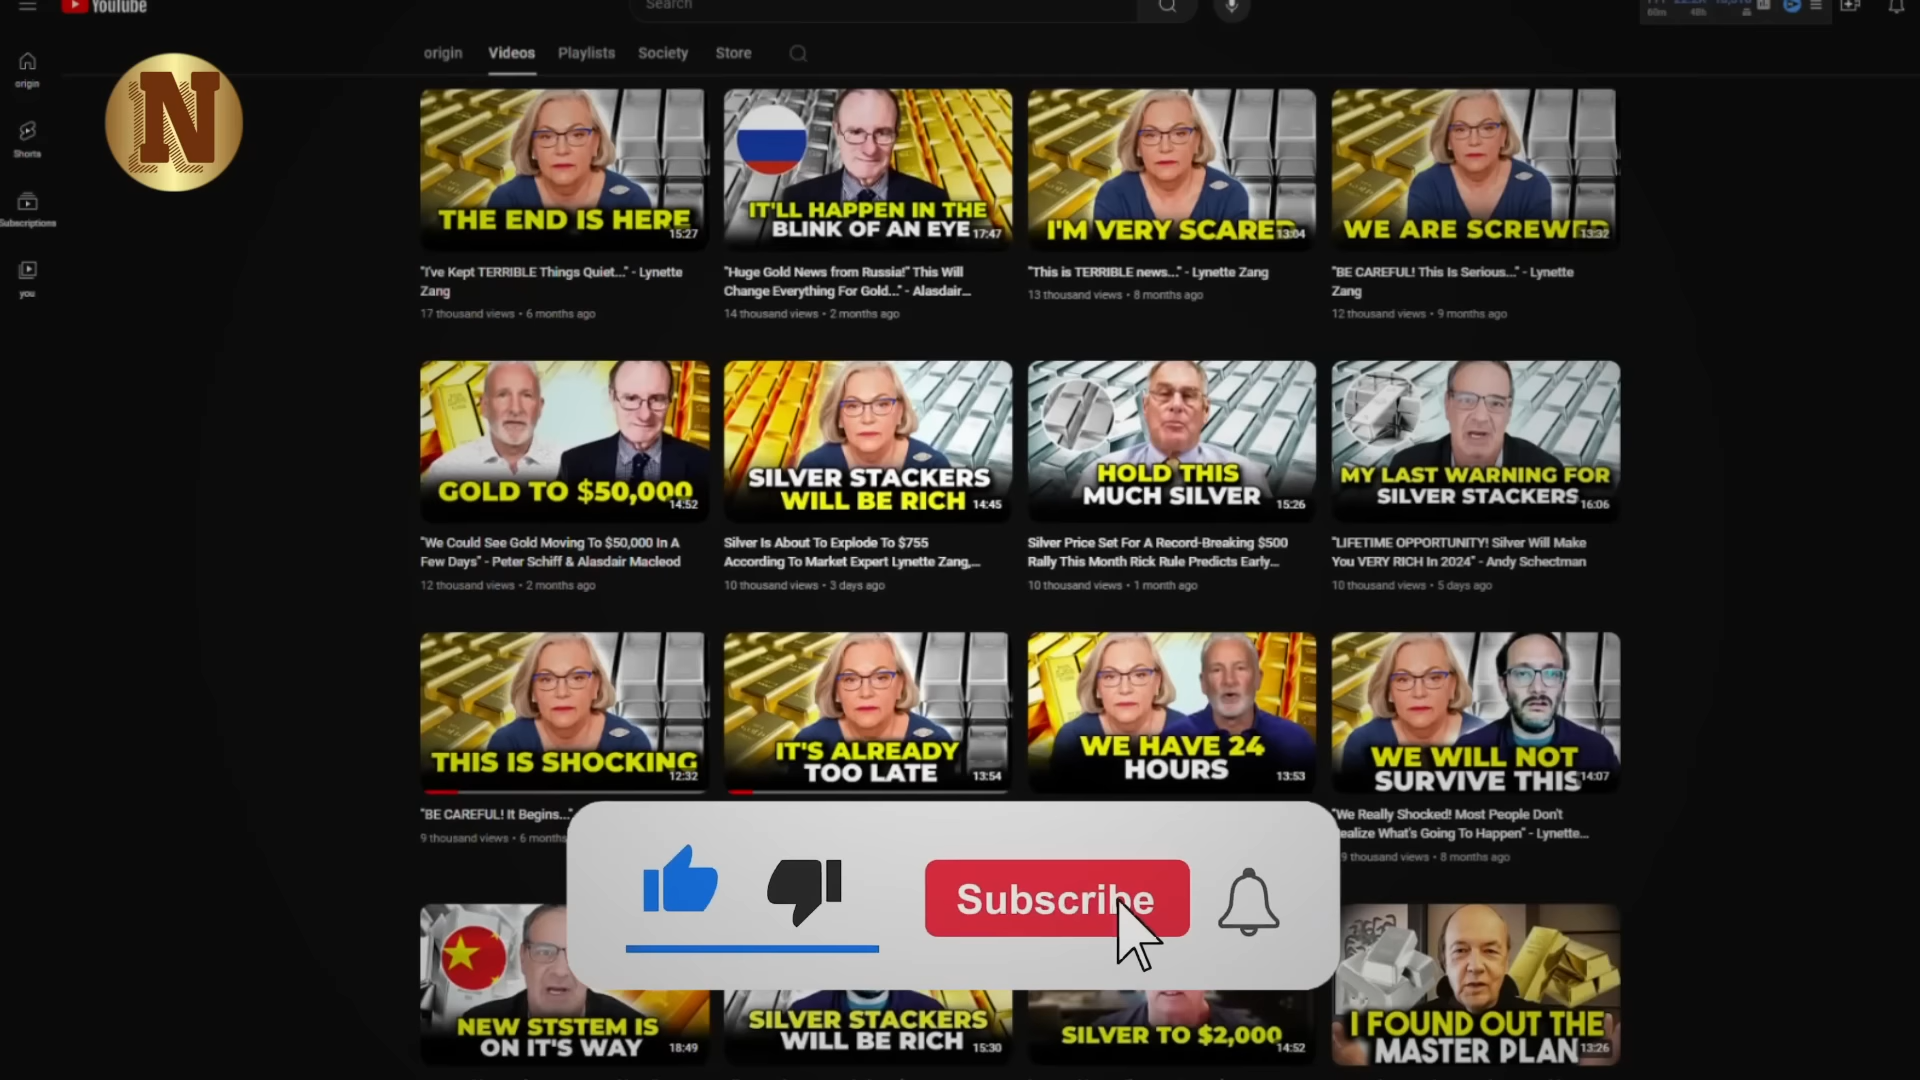 YouTube
Search
60m
48h
N
origin
Videos
Playlists
Society
Store
origin
Shorts
Subscriptions
you
THE END IS HERE
15:27
IT'LL HAPPEN IN THE
BLINK OF AN EYE
17:47
I'M VERY SCARED
13:04
WE ARE SCREWED
13:32
"I've Kept TERRIBLE Things Quiet..." - Lynette
Zang
17 thousand views • 6 months ago
"Huge Gold News from Russia!" This Will
Change Everything For Gold..." - Alasdair...
14 thousand views • 2 months ago
"This is TERRIBLE news..." - Lynette Zang
13 thousand views • 8 months ago
"BE CAREFUL! This Is Serious..." - Lynette
Zang
12 thousand views • 9 months ago
GOLD TO $50,000
14:52
SILVER STACKERS
WILL BE RICH
14:45
HOLD THIS
MUCH SILVER
15:26
MY LAST WARNING FOR
SILVER STACKERS
16:06
"We Could See Gold Moving To $50,000 In A
Few Days" - Peter Schiff & Alasdair Macleod
12 thousand views • 2 months ago
Silver Is About To Explode To $755
According To Market Expert Lynette Zang,...
10 thousand views • 3 days ago
Silver Price Set For A Record-Breaking $500
Rally This Month Rick Rule Predicts Early...
10 thousand views • 1 month ago
"LIFETIME OPPORTUNITY! Silver Will Make
You VERY RICH In 2024" - Andy Schectman
10 thousand views • 5 days ago
THIS IS SHOCKING
12:32
IT'S ALREADY
TOO LATE
13:54
WE HAVE 24
HOURS
13:53
WE WILL NOT
SURVIVE THIS
14:07
"BE CAREFUL! It Begins..."
9 thousand views • 6 months
"We Really Shocked! Most People Don't
ealize What's Going To Happen" - Lynette...
9 thousand views • 8 months ago
Subscribe
NEW STSTEM IS
ON IT'S WAY
18:49
SILVER STACKERS
WILL BE RICH
15:30
SILVER TO $2,000
14:52
I FOUND OUT THE
MASTER PLAN
13:26